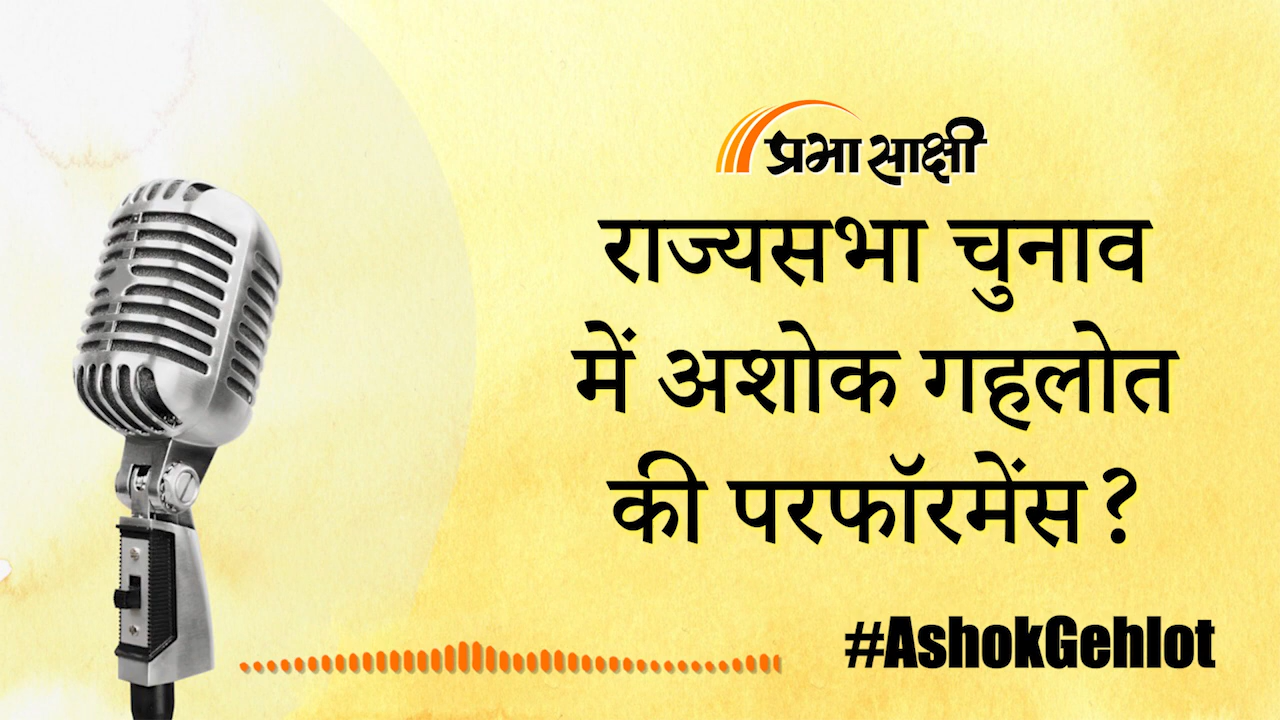 प्रभा साक्षी
राज्यसभा चुनाव
में अशोक गहलोत
की परफॉरमेंस?
#AshokGehlot